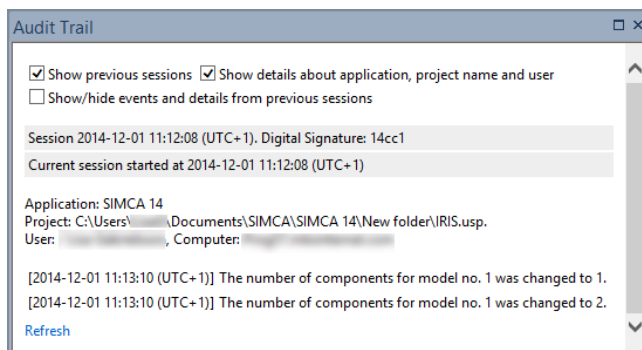 Audit Trail
Show previous sessions Show details about application, project name and user
Show/hide events and details from previous sessions
Session 2014-12-01 11:12:08 (UTC+1). Digital Signature: 14cc1
Current session started at 2014-12-01 11:12:08 (UTC+1)
Application: SIMCA 14
Project: C:\Users\ \Documents\SIMCA\SIMCA 14\New folder\IRIS.usp.
User: , Computer:
[2014-12-01 11:13:10 (UTC+1)] The number of components for model no. 1 was changed to 1.
[2014-12-01 11:13:10 (UTC+1)] The number of components for model no. 1 was changed to 2.
Refresh